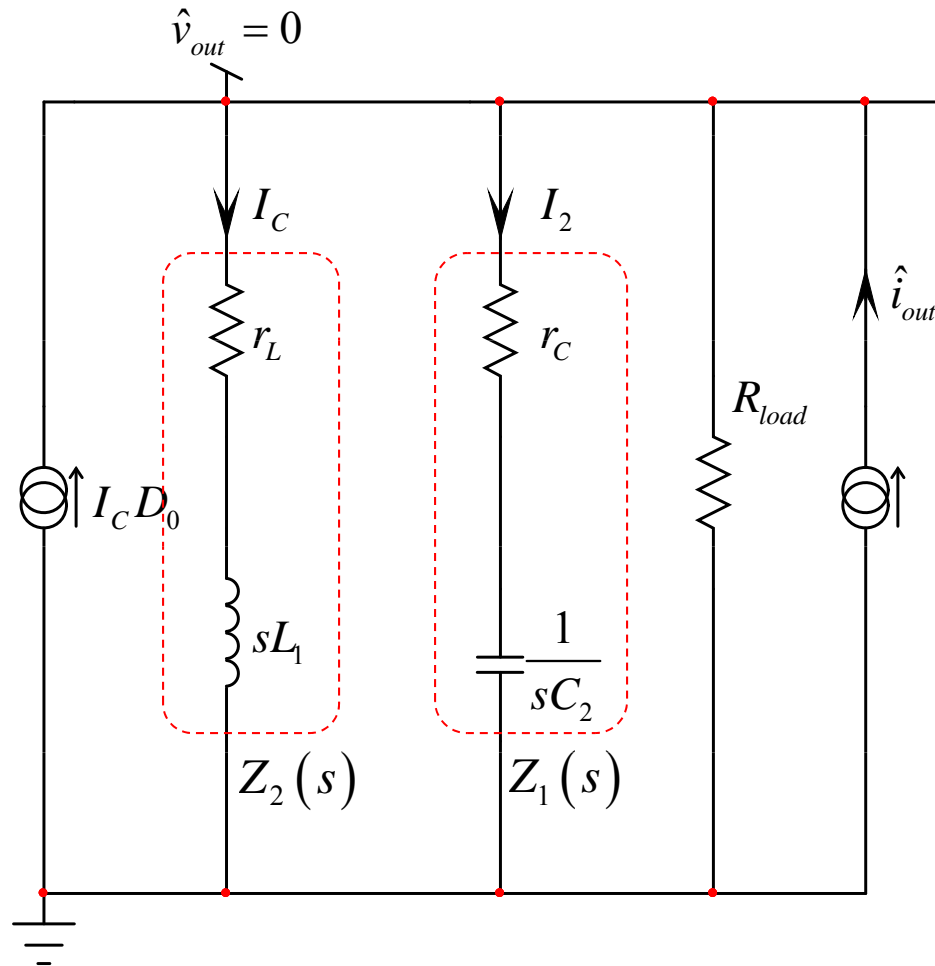 v̂_out = 0
I_C
I_2
î_out
r_L
r_C
R_load
I_C D_0
sL_1
1/sC_2
Z_2(s)
Z_1(s)